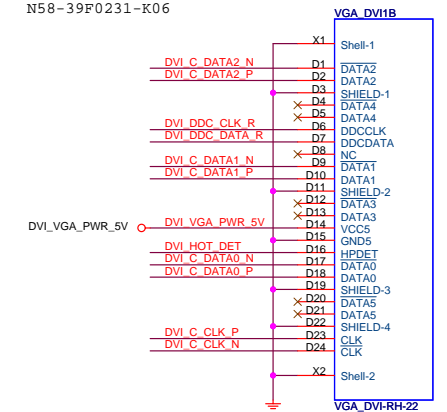 N58-39F0231-K06
VGA_DVI1B
X1 Shell-1
DVI_C_DATA2_N D1 DATA2
DVI_C_DATA2_P D2 DATA2
D3 SHIELD-1
D4 DATA4
D5 DATA4
DVI_DDC_CLK_R D6 DDCCLK
DVI_DDC_DATA_R D7 DDCDATA
D8 NC
DVI_C_DATA1_N D9 DATA1
DVI_C_DATA1_P D10 DATA1
D11 SHIELD-2
D12 DATA3
D13 DATA3
DVI_VGA_PWR_5V DVI_VGA_PWR_5V D14 VCC5
D15 GND5
DVI_HOT_DET D16 HPDET
DVI_C_DATA0_N D17 DATA0
DVI_C_DATA0_P D18 DATA0
D19 SHIELD-3
D20 DATA5
D21 DATA5
D22 SHIELD-4
DVI_C_CLK_P D23 CLK
DVI_C_CLK_N D24 CLK
X2 Shell-2
VGA_DVI-RH-22